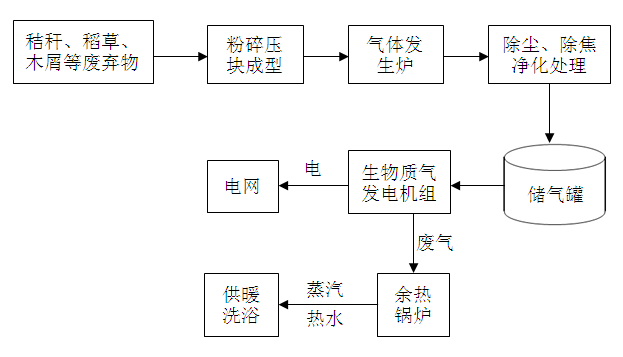 秸秆、稻草、
木屑等废弃物
粉碎压
块成型
气体发
生炉
除尘、除焦
净化处理
电网
电
生物质气
发电机组
储气罐
废气
供暖
洗浴
蒸汽
热水
余热
锅炉